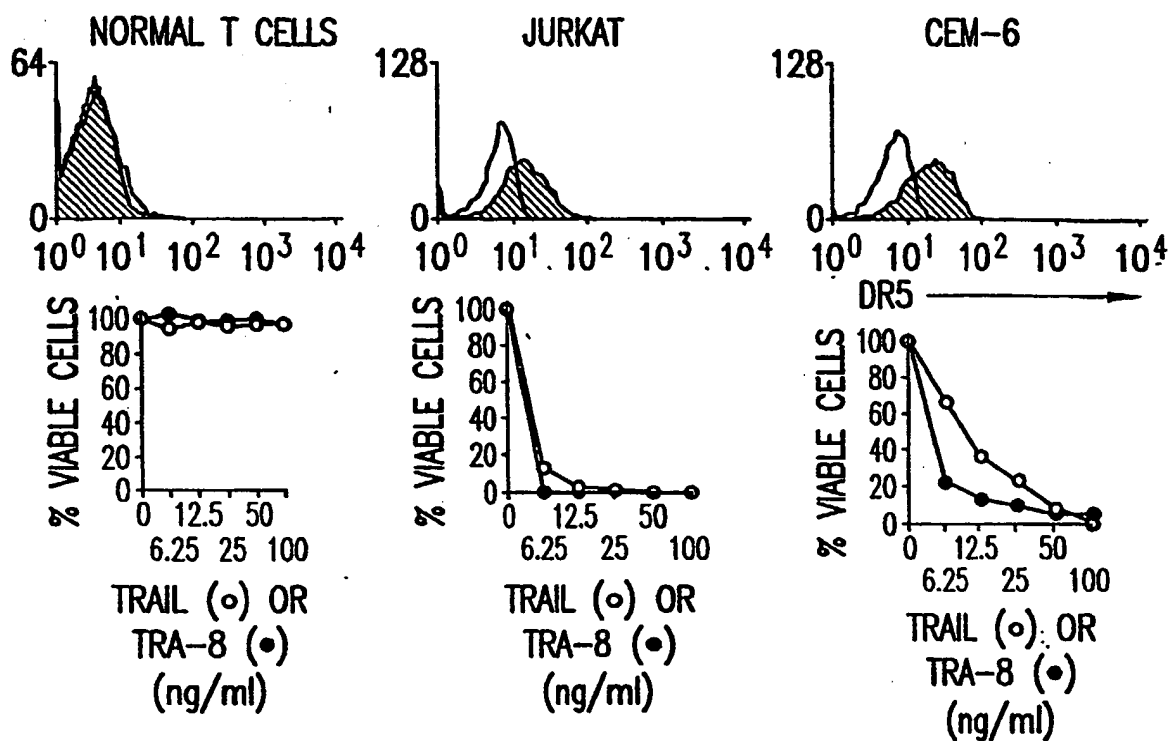 NORMAL T CELLS
JURKAT
CEM-6
64
0
10⁰ 10¹ 10² 10³ 10⁴
128
0
10⁰ 10¹ 10² 10³ 10⁴
128
0
10⁰ 10¹ 10² 10³ 10⁴
DR5
% VIABLE CELLS
100
80
60
40
20
0
0 12.5 50
6.25 25 100
TRAIL (○) OR
TRA-8 (●)
(ng/ml)
% VIABLE CELLS
100
80
60
40
20
0
0 12.5 50
6.25 25 100
TRAIL (○) OR
TRA-8 (●)
(ng/ml)
% VIABLE CELLS
100
80
60
40
20
0
0 12.5 50
6.25 25 100
TRAIL (○) OR
TRA-8 (●)
(ng/ml)